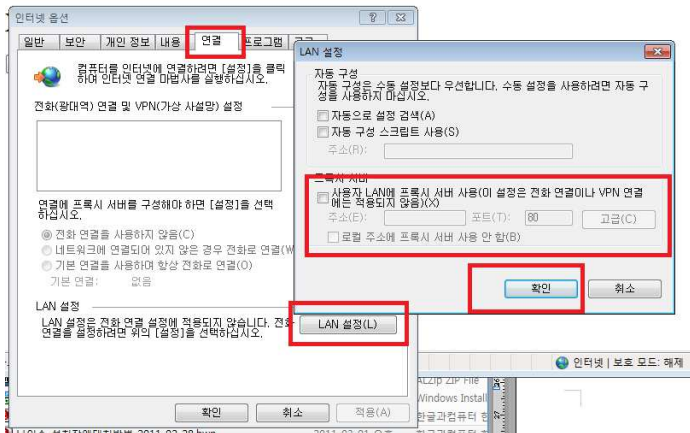 인터넷 옵션
일반 보안 개인 정보 내용 연결 프로그램
컴퓨터를 인터넷에 연결하려면 [설정]을 클릭
하여 인터넷 연결 마법사를 실행하십시오.
전화(광대역) 연결 및 VPN(가상 사설망) 설정
연결에 프록시 서버를 구성해야 하면 [설정]을 선택
하십시오.
전화 연결을 사용하지 않음(C)
네트워크에 연결되어 있지 않은 경우 전화로 연결(W
기본 연결을 사용하며 항상 전화로 연결(O)
기본 연결: 없음
LAN 설정
LAN 설정은 전화 연결 설정에 적용되지 않습니다. 전화
연결을 설정하려면 위의 [설정]을 선택하십시오.
LAN 설정(L)
확인 취소 적용(A)
LAN 설정
자동 구성
자동 구성은 수동 설정보다 우선합니다. 수동 설정을 사용하려면 자동 구
성을 사용하지 마십시오.
자동으로 설정 검색(A)
자동 구성 스크립트 사용(S)
주소(R):
프록시 서버
사용자 LAN에 프록시 서버 사용(이 설정은 전화 연결이나 VPN 연결
에는 적용되지 않음)(X)
주소(E): 포트(T): 80 고급(C)
로컬 주소에 프록시 서버 사용 안 함(B)
확인 취소
인터넷 | 보호 모드: 해제
ALZip ZIP File
Windows Install
한글과컴퓨터 한